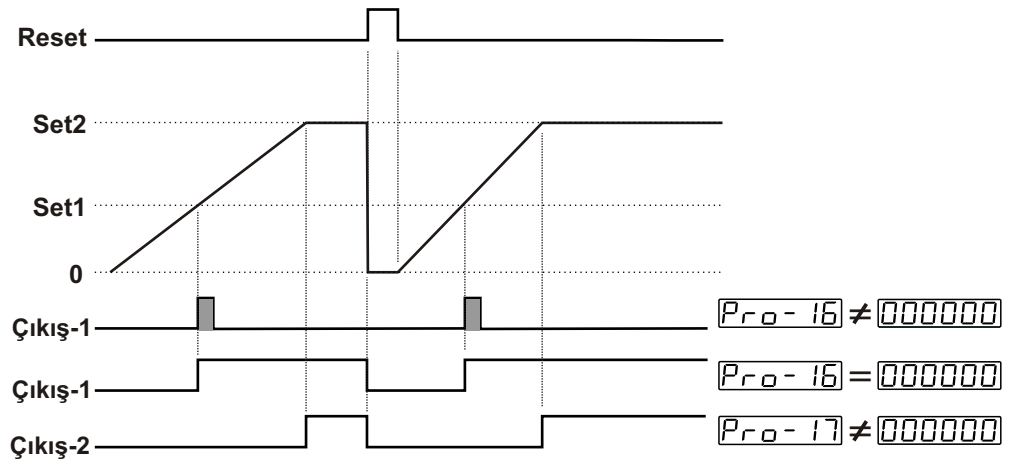 Reset
Set2
Set1
0
Çıkış-1 Pro-16 ≠ 000000
Çıkış-1 Pro-16 = 000000
Çıkış-2 Pro-17 ≠ 000000